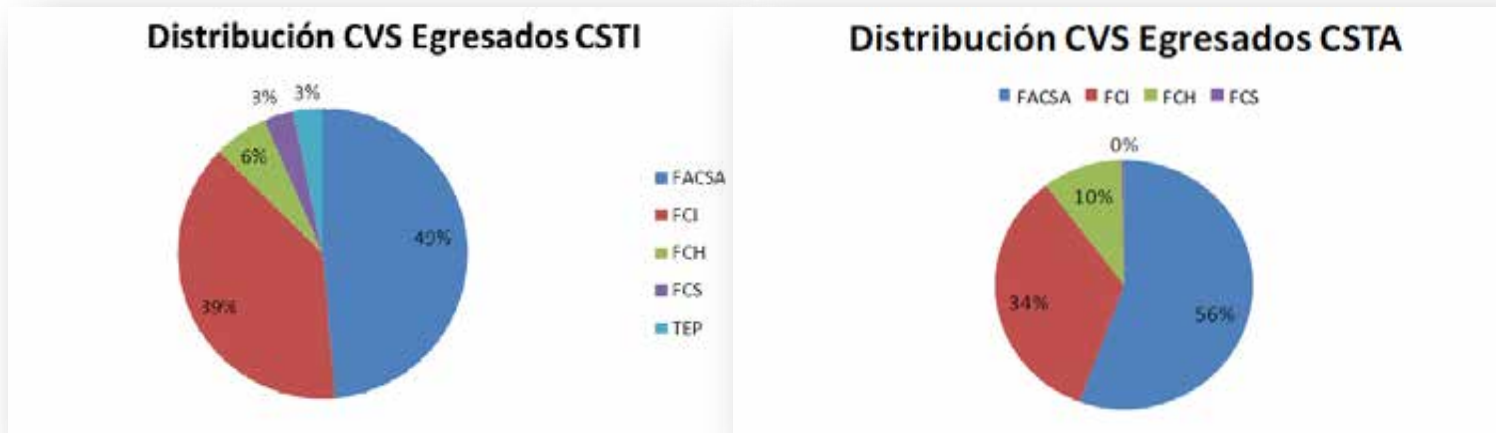 Distribución CVS Egresados CSTI
3% 3%
6%
49%
39%
FACSA
FCI
FCH
FCS
TEP
Distribución CVS Egresados CSTA
FACSA FCI FCH FCS
0%
10%
34%
56%